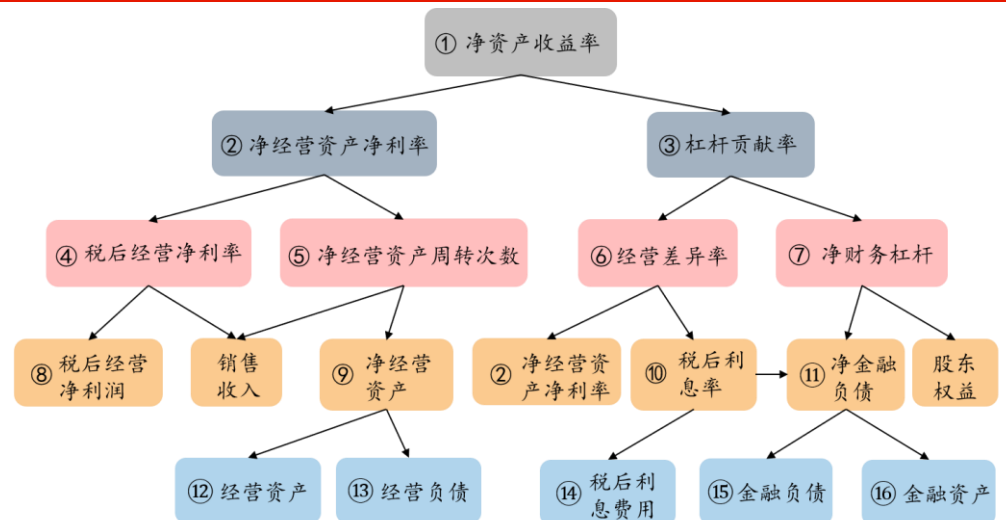 ① 净资产收益率
② 净经营资产净利率
③ 杠杆贡献率
④ 税后经营净利率
⑤ 净经营资产周转次数
⑥ 经营差异率
⑦ 净财务杠杆
⑧ 税后经营
净利润
销售
收入
⑨ 净经营
资产
② 净经营资
产净利率
⑩ 税后利
息率
⑪ 净金融
负债
股东
权益
⑫ 经营资产
⑬ 经营负债
⑭ 税后利
息费用
⑮ 金融负债
⑯ 金融资产